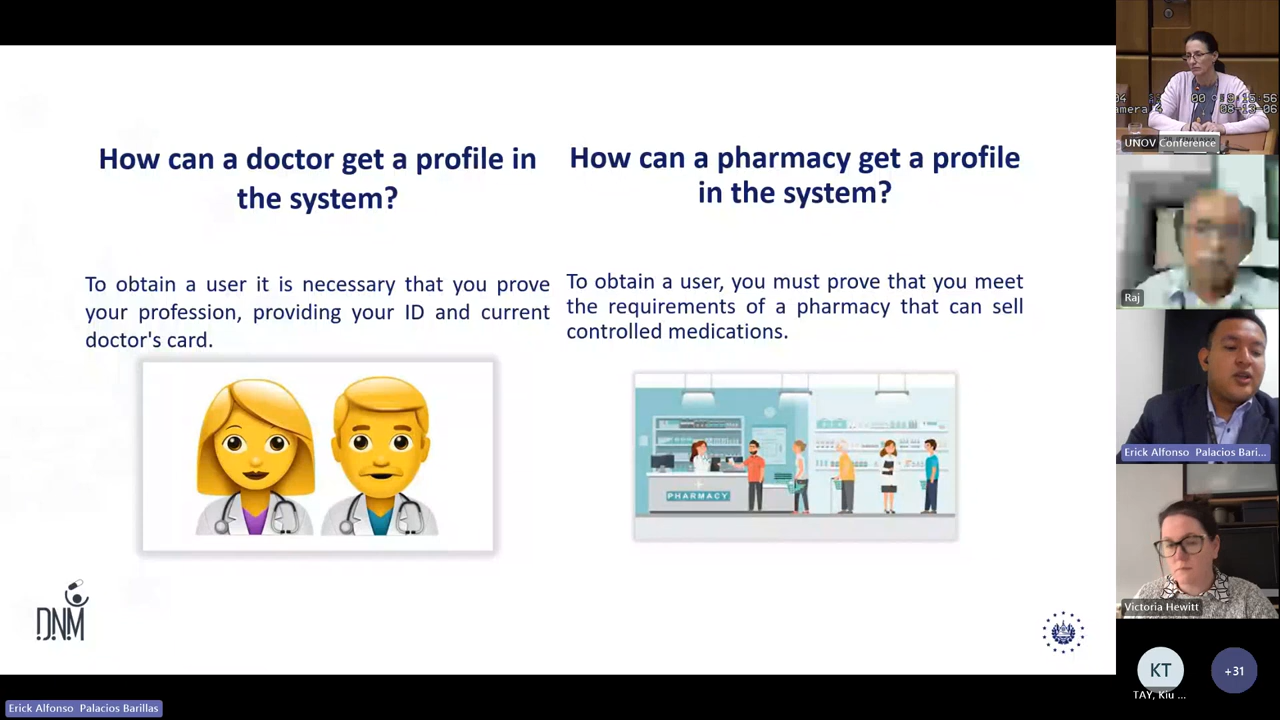 How can a doctor get a profile in
the system?
To obtain a user it is necessary that you prove
your profession, providing your ID and current
doctor's card.
How can a pharmacy get a profile
in the system?
To obtain a user, you must prove that you meet
the requirements of a pharmacy that can sell
controlled medications.
PHARMACY
DNM
Erick Alfonso Palacios Barillas
UNOV Conference
Raj
Erick Alfonso Palacios Bari...
Victoria Hewitt
KT
TAY, Kiu ...
+31